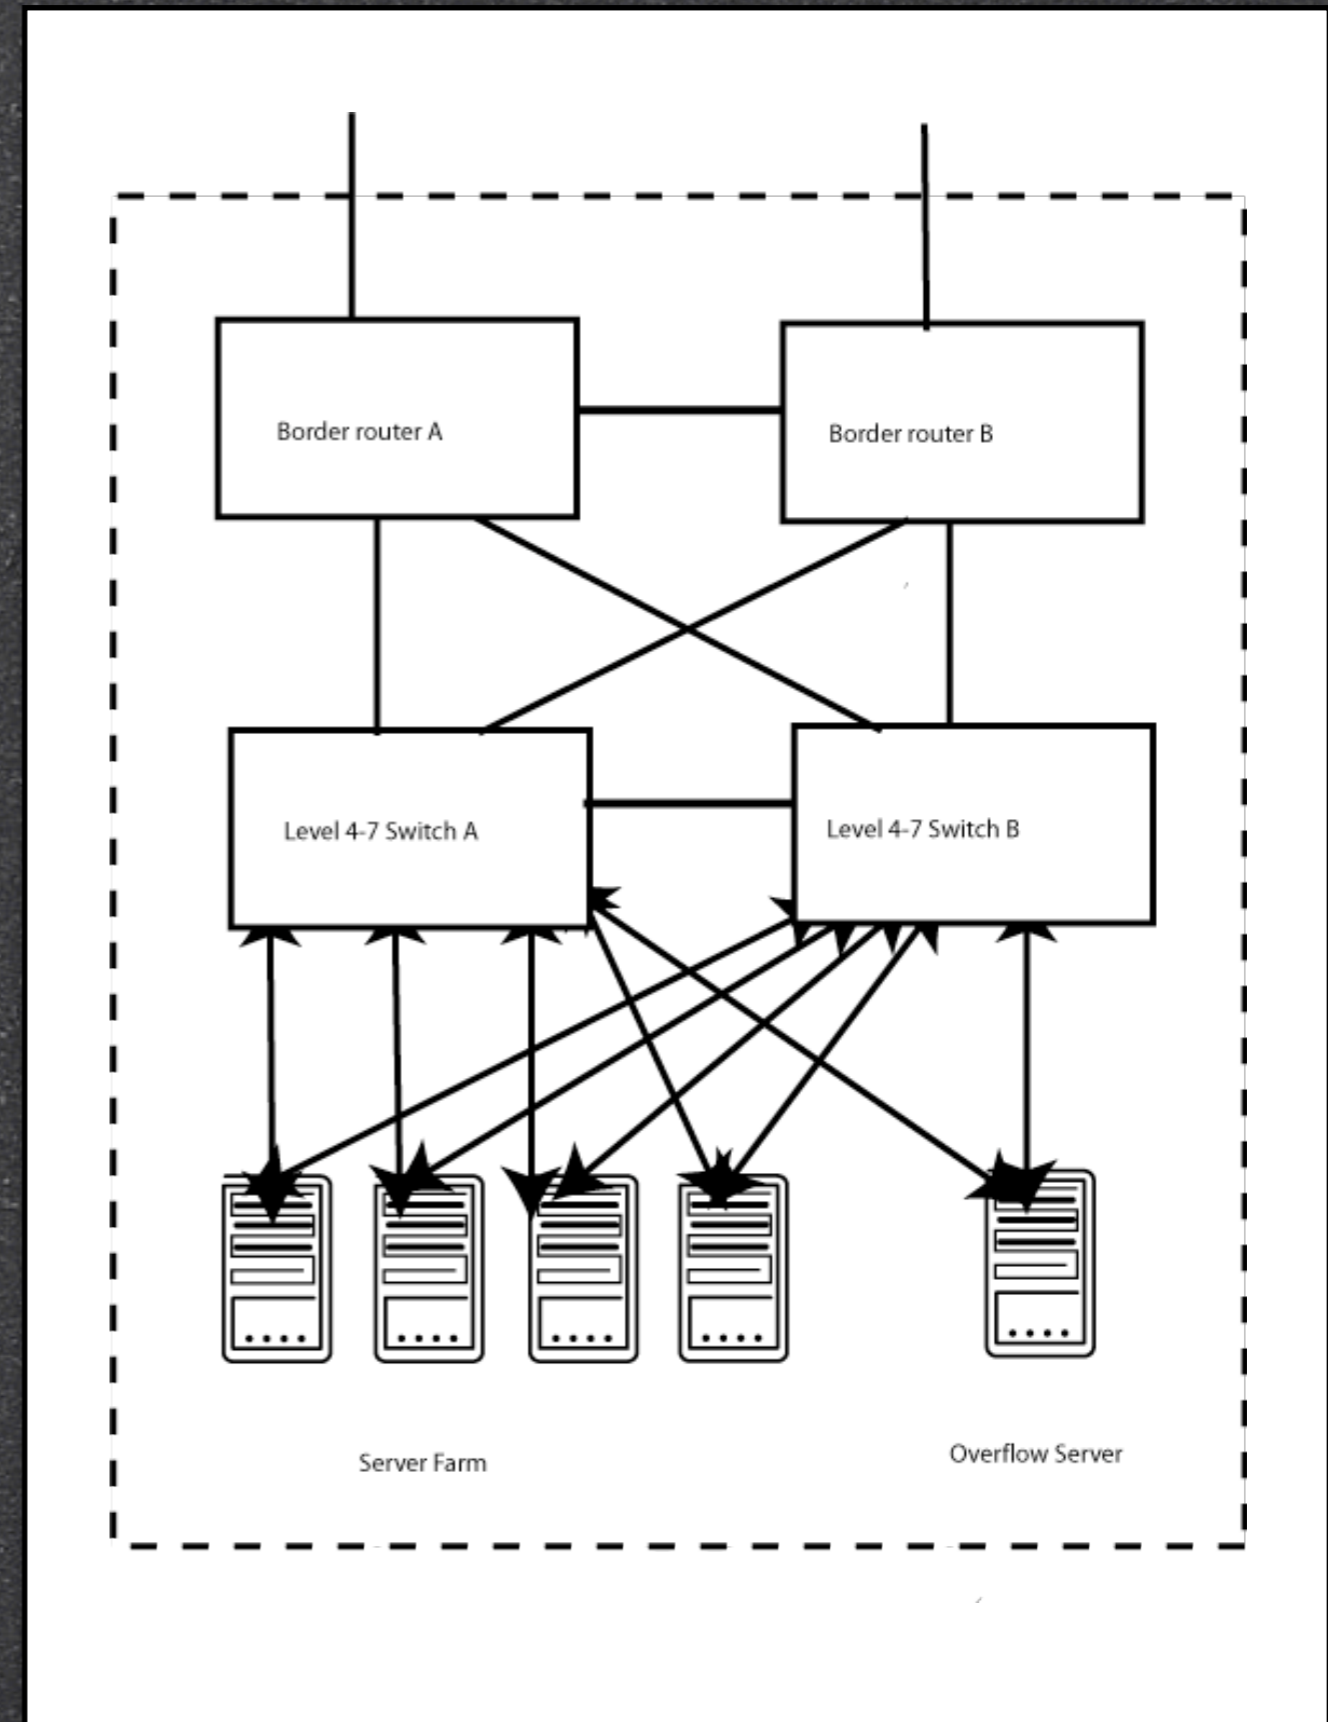 Border router A
Border router B
Level 4-7 Switch A
Level 4-7 Switch B
Server Farm
Overflow Server